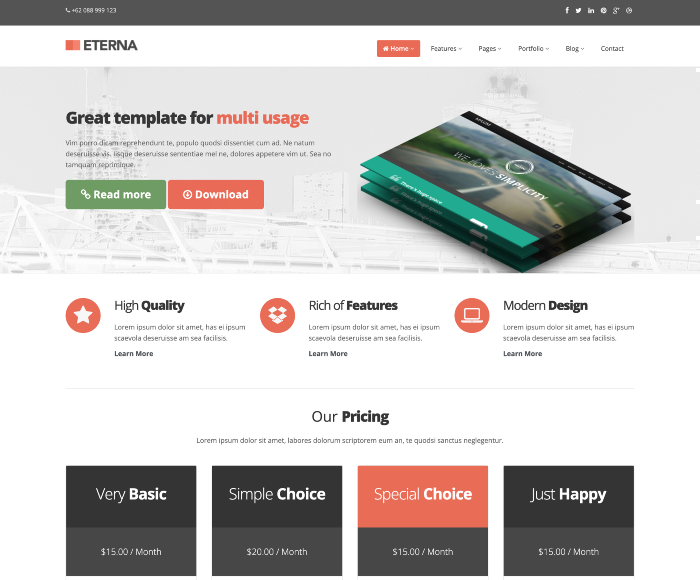 +62 088 999 123
ETERNA
Home
Features
Pages
Portfolio
Blog
Contact
Great template for multi usage
Vim porro dicam reprehendunt te, populo quodsi dissentiet cum ad. Ne natum
deseruisse vis. Iisque deseruisse sententiae mel ne, dolores appetere vim ut. Sea no
tamquam reprimique.
Read more
Download
WE LOVES SIMPLICITY
There's huge space
High Quality
Lorem ipsum dolor sit amet, has ei ipsum
scaevola deseruisse am sea facilisis.
Learn More
Rich of Features
Lorem ipsum dolor sit amet, has ei ipsum
scaevola deseruisse am sea facilisis.
Learn More
Modern Design
Lorem ipsum dolor sit amet, has ei ipsum
scaevola deseruisse am sea facilisis.
Learn More
Our Pricing
Lorem ipsum dolor sit amet, labores dolorum scriptorem eum an, te quodsi sanctus neglegentur.
Very Basic
$15.00 / Month
Simple Choice
$20.00 / Month
Special Choice
$15.00 / Month
Just Happy
$15.00 / Month